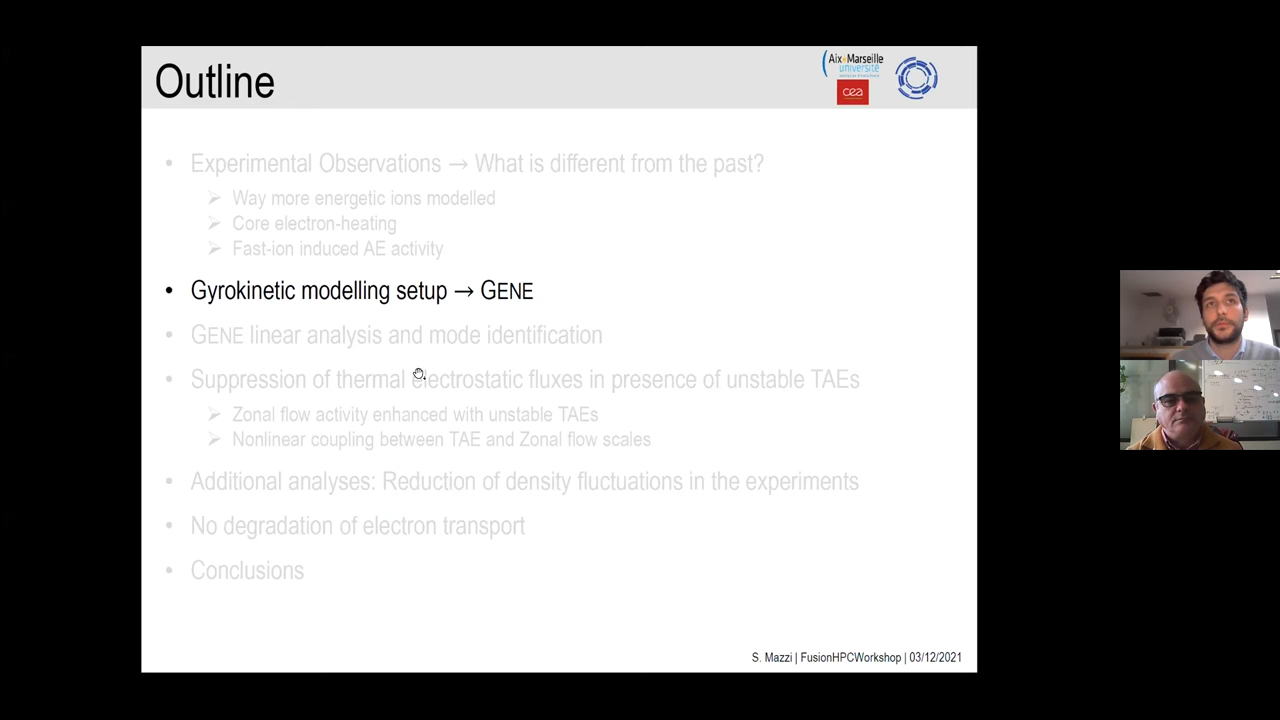 Outline
Aix*Marseille
université
cea
• Experimental Observations → What is different from the past?
➢ Way more energetic ions modelled
➢ Core electron-heating
➢ Fast-ion induced AE activity
• Gyrokinetic modelling setup → GENE
• GENE linear analysis and mode identification
• Suppression of thermal electrostatic fluxes in presence of unstable TAEs
➢ Zonal flow activity enhanced with unstable TAEs
➢ Nonlinear coupling between TAE and Zonal flow scales
• Additional analyses: Reduction of density fluctuations in the experiments
• No degradation of electron transport
• Conclusions
S. Mazzi | FusionHPCWorkshop | 03/12/2021